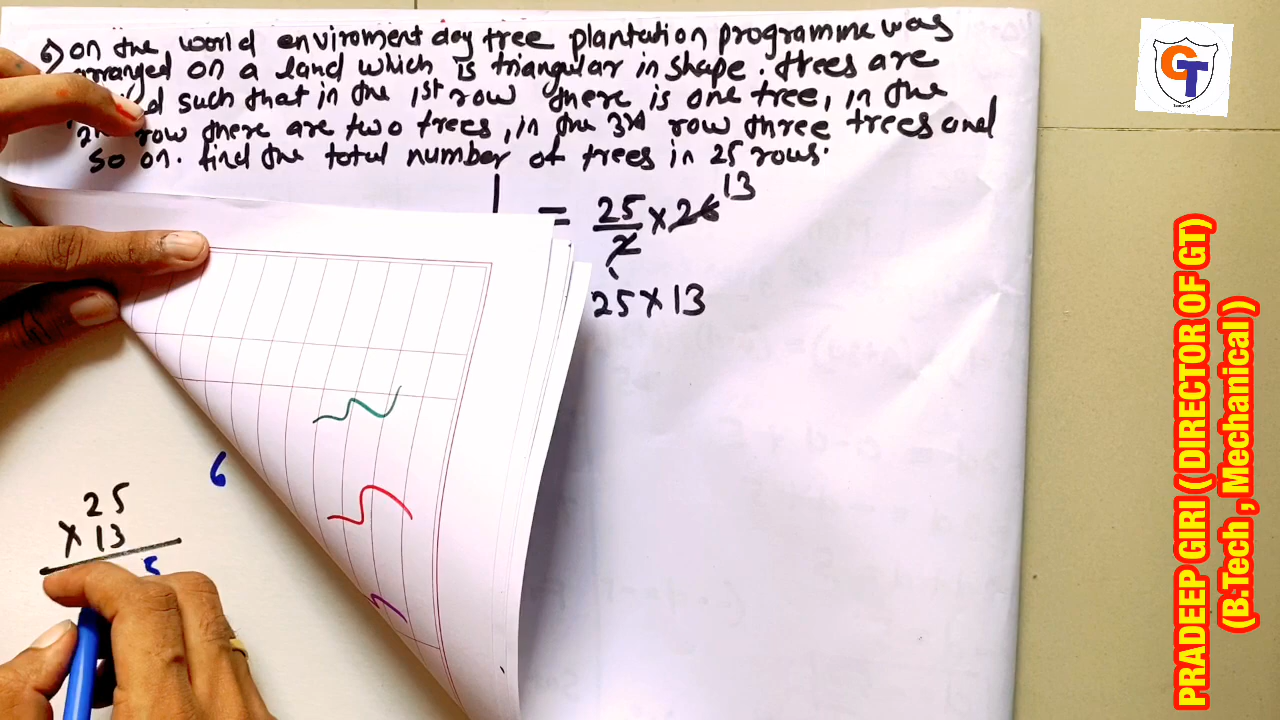 6) on the world enviroment day tree plantation programme was
arranged on a land which is triangular in shape. trees are
such that in the 1st row there is one tree, in the
2nd row there are two trees, in the 3rd row three trees and
so on. find the total number of trees in 25 rows.
= 25/2 × 26 13
25 × 13
6
25
× 13
5
GT
PRADEEP GIRI ( DIRECTOR OF GT)
(B.Tech , Mechanical )